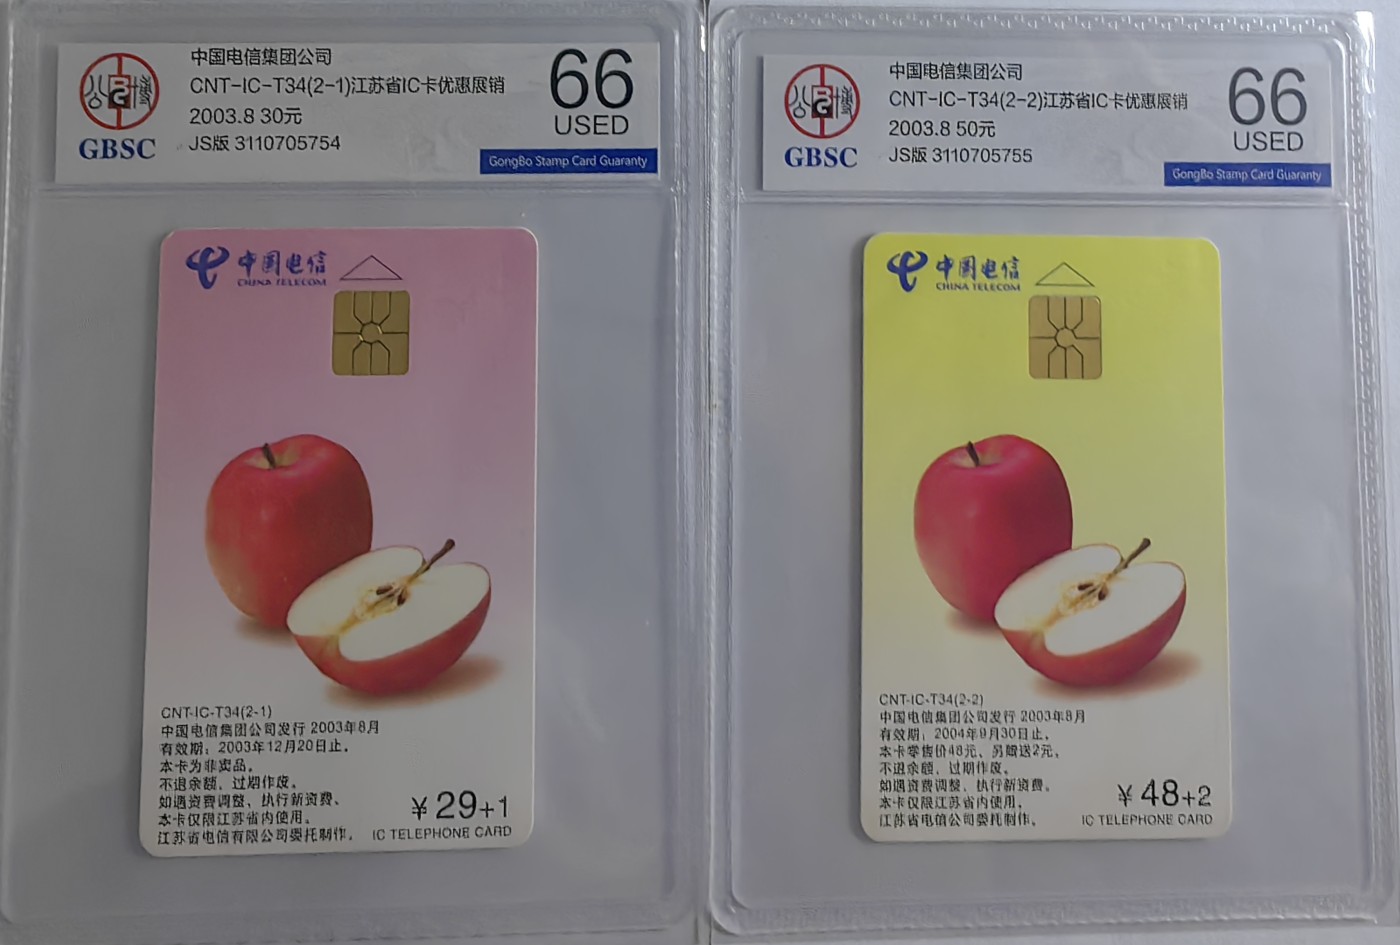 中国电信集团公司
CNT-IC-T34(2-1)江苏省IC卡优惠展销
2003.8 30元
JS版 3110705754
66
USED
GBSC
GongBo Stamp Card Guaranty
中国电信
CHINA TELECOM
CNT-IC-T34(2-1)
中国电信集团公司发行 2003年8月
有效期：2003年12月20日止。
本卡为非卖品。
不退余额、过期作废。
如遇资费调整、执行新资费、
本卡仅限江苏省内使用。
江苏省电信有限公司委托制作。
¥29+1
IC TELEPHONE CARD
中国电信集团公司
CNT-IC-T34(2-2)江苏省IC卡优惠展销
2003.8 50元
JS版 3110705755
66
USED
GBSC
GongBo Stamp Card Guaranty
中国电信
CHINA TELECOM
CNT-IC-T34(2-2)
中国电信集团公司发行 2003年8月
有效期：2004年9月30日止。
本卡零售价48元、另赠送2元。
不退余额、过期作废。
如遇资费调整、执行新资费。
本卡仅限江苏省内使用。
江苏省电信公司委托制作。
¥48+2
IC TELEPHONE CARD